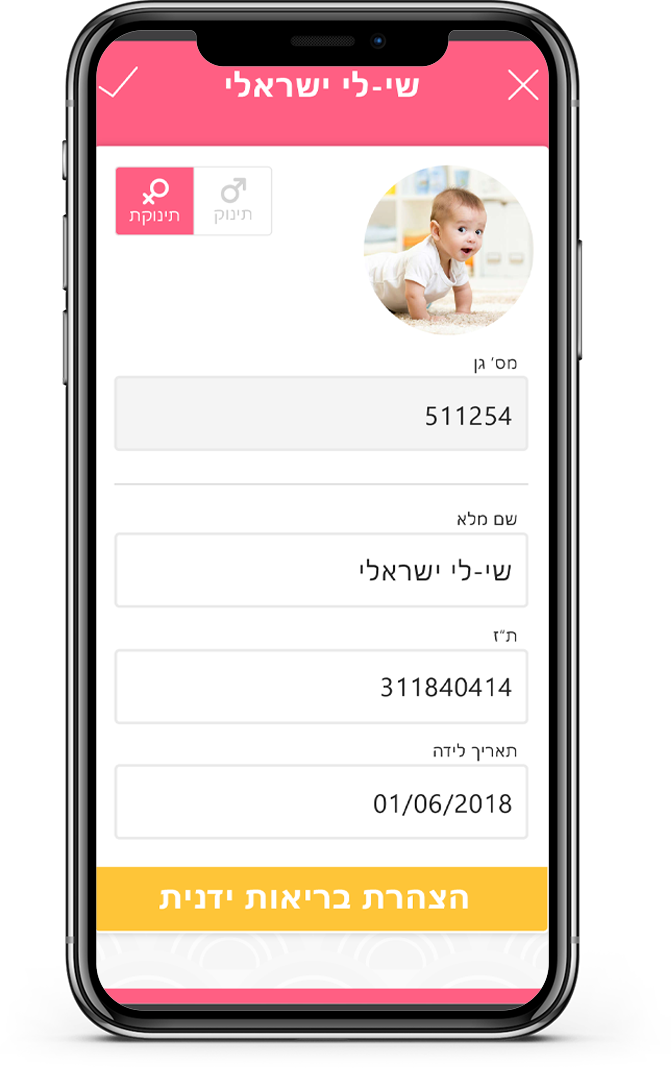 שי-לי ישראלי
תינוק
תינוקת
מס' גן
511254
שם מלא
שי-לי ישראלי
ת"ז
311840414
תאריך לידה
01/06/2018
הצהרת בריאות ידנית